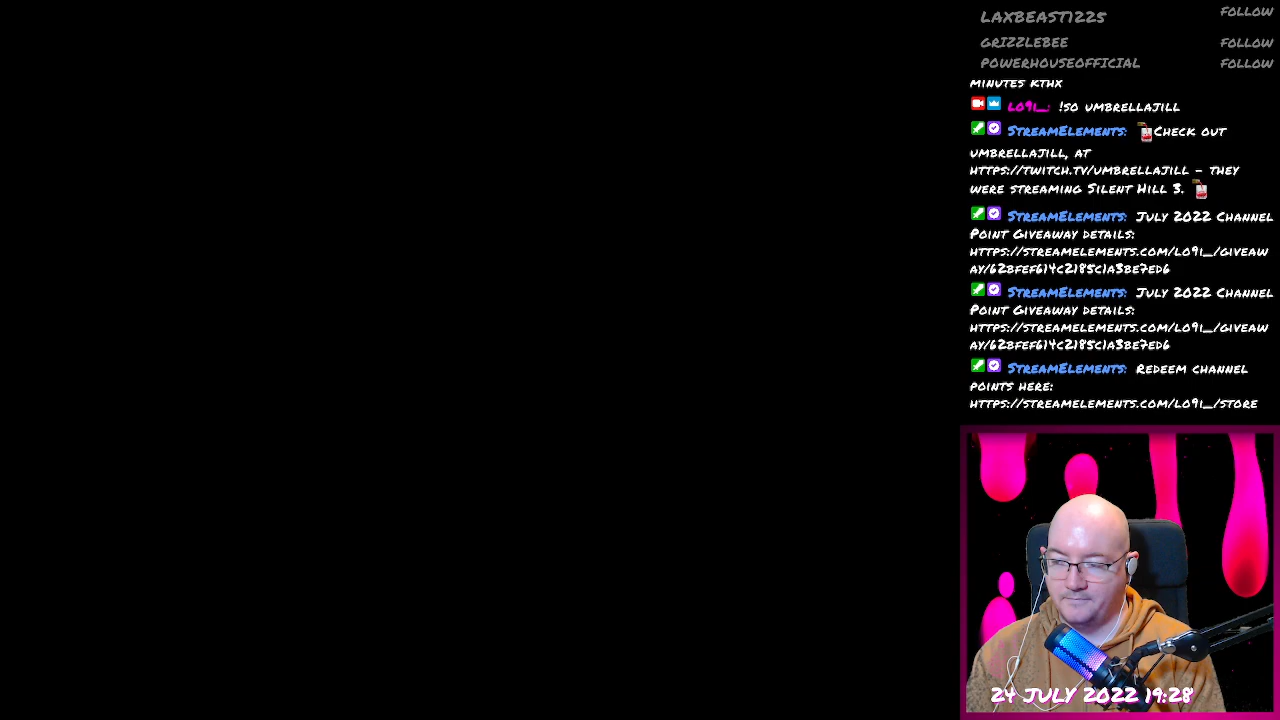 LAXBEAST1225 FOLLOW
GRIZZLEBEE FOLLOW
POWERHOUSEOFFICIAL FOLLOW
MINUTES KTHX
LO9I_: !SO UMBRELLAJILL
STREAMELEMENTS: CHECK OUT
UMBRELLAJILL, AT
HTTPS://TWITCH.TV/UMBRELLAJILL - THEY
WERE STREAMING SILENT HILL 3.
STREAMELEMENTS: JULY 2022 CHANNEL
POINT GIVEAWAY DETAILS:
HTTPS://STREAMELEMENTS.COM/LO9I_/GIVEAW
AY/62BFEF614C2185C1A3BE7ED6
STREAMELEMENTS: JULY 2022 CHANNEL
POINT GIVEAWAY DETAILS:
HTTPS://STREAMELEMENTS.COM/LO9I_/GIVEAW
AY/62BFEF614C2185C1A3BE7ED6
STREAMELEMENTS: REDEEM CHANNEL
POINTS HERE:
HTTPS://STREAMELEMENTS.COM/LO9I_/STORE
24 JULY 2022 19:28